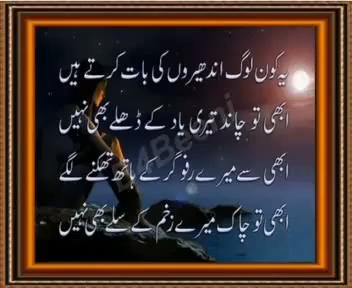 یہ کون لوگ اندھیروں کی بات کرتے ہیں
ابھی تو چاند تیری یاد کے ڈھلے بھی نہیں
ابھی سے میرے رفوگر کے ہاتھ تھکنے لگے
ابھی تو چاک میرے زخم کے سلے بھی نہیں